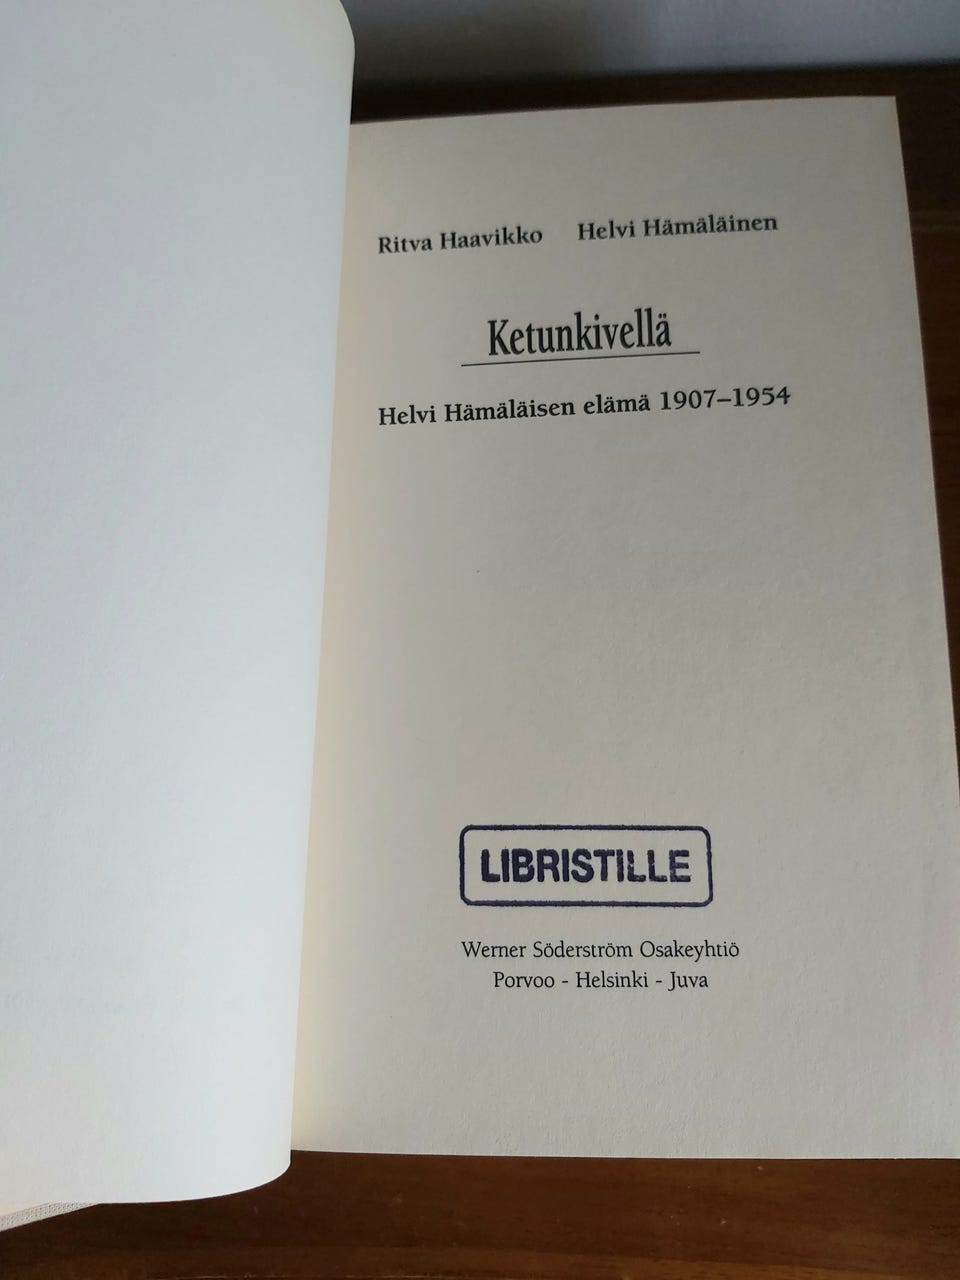 Ritva Haavikko Helvi Hämäläinen
Ketunkivellä
Helvi Hämäläisen elämä 1907–1954
LIBRISTILLE
Werner Söderström Osakeyhtiö
Porvoo - Helsinki - Juva